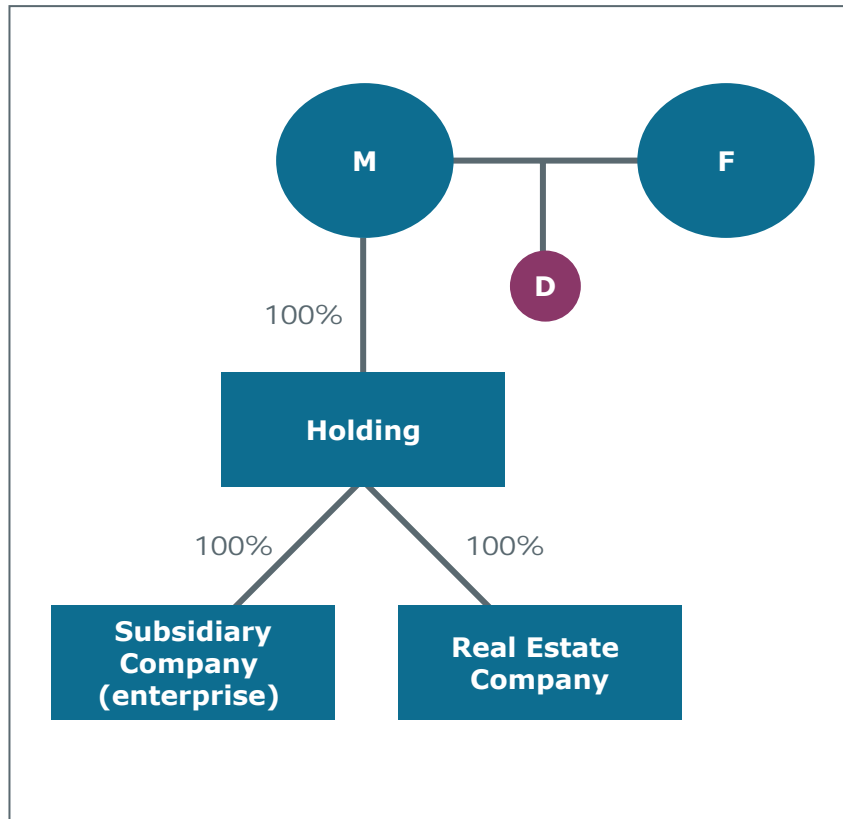 M
F
D
100%
Holding
100%
100%
Subsidiary
Company
(enterprise)
Real Estate
Company